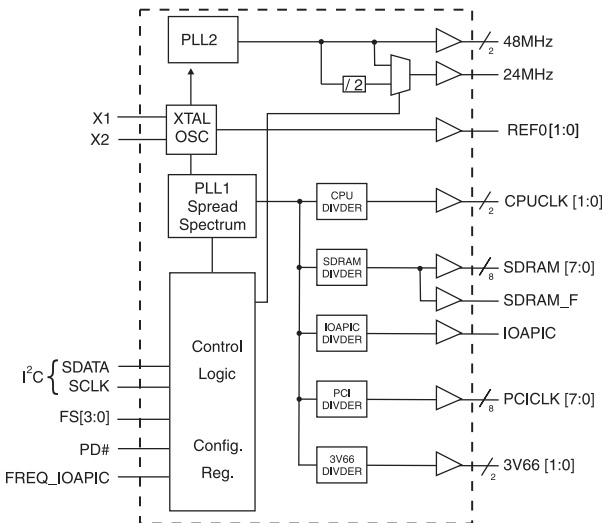 PLL2
2
48MHz
/ 2
24MHz
X1
X2
XTAL
OSC
REF0[1:0]
PLL1
Spread
Spectrum
CPU
DIVDER
2
CPUCLK [1:0]
SDRAM
DIVDER
8
SDRAM [7:0]
SDRAM_F
IOAPIC
DIVDER
IOAPIC
Control
Logic
I²C { SDATA
SCLK
PCI
DIVDER
8
PCICLK [7:0]
FS[3:0]
PD#
Config.
Reg.
FREQ_IOAPIC
3V66
DIVDER
2
3V66 [1:0]